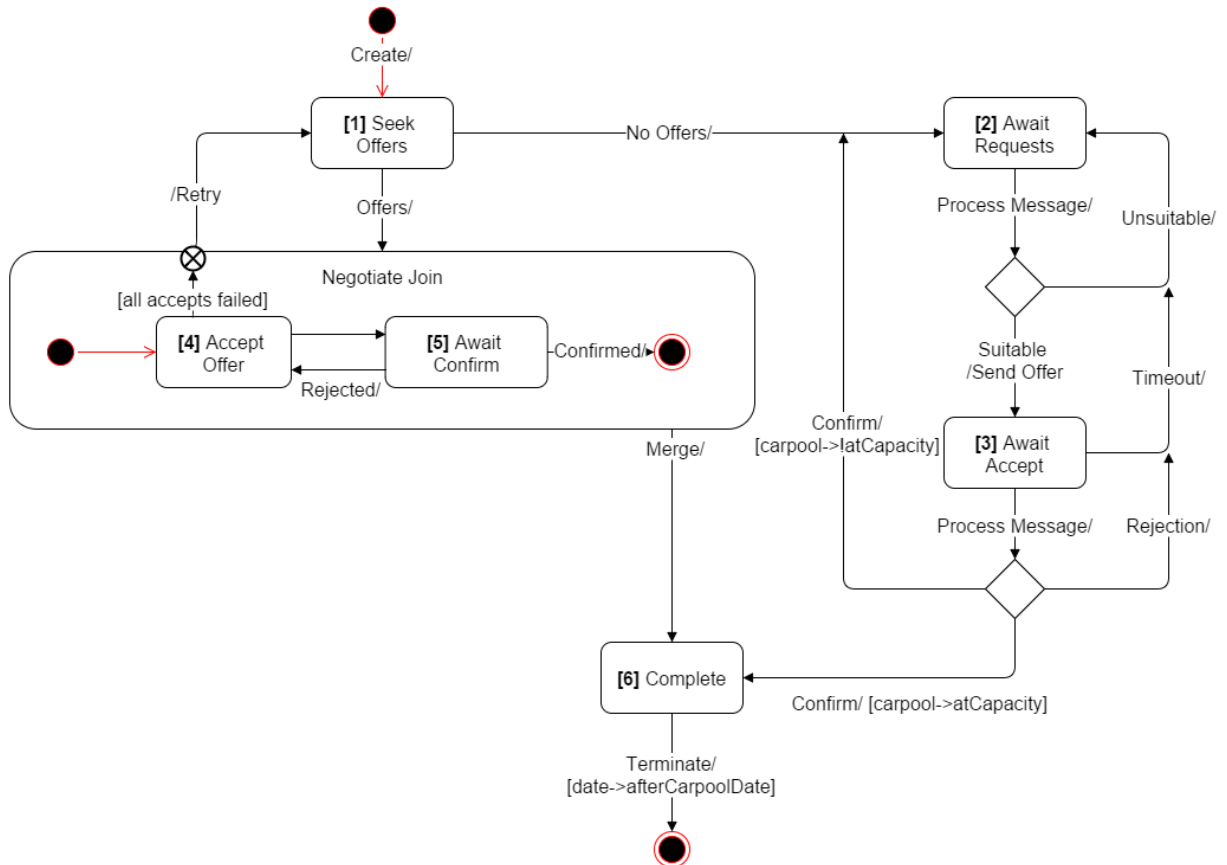 Create/
[1] Seek
Offers
No Offers/
[2] Await
Requests
/Retry
Offers/
Process Message/
Unsuitable/
Negotiate Join
[all accepts failed]
[4] Accept
Offer
[5] Await
Confirm
Confirmed/
Rejected/
Suitable
/Send Offer
Timeout/
Confirm/
[carpool->!atCapacity]
[3] Await
Accept
Merge/
Process Message/
Rejection/
[6] Complete
Confirm/ [carpool->atCapacity]
Terminate/
[date->afterCarpoolDate]